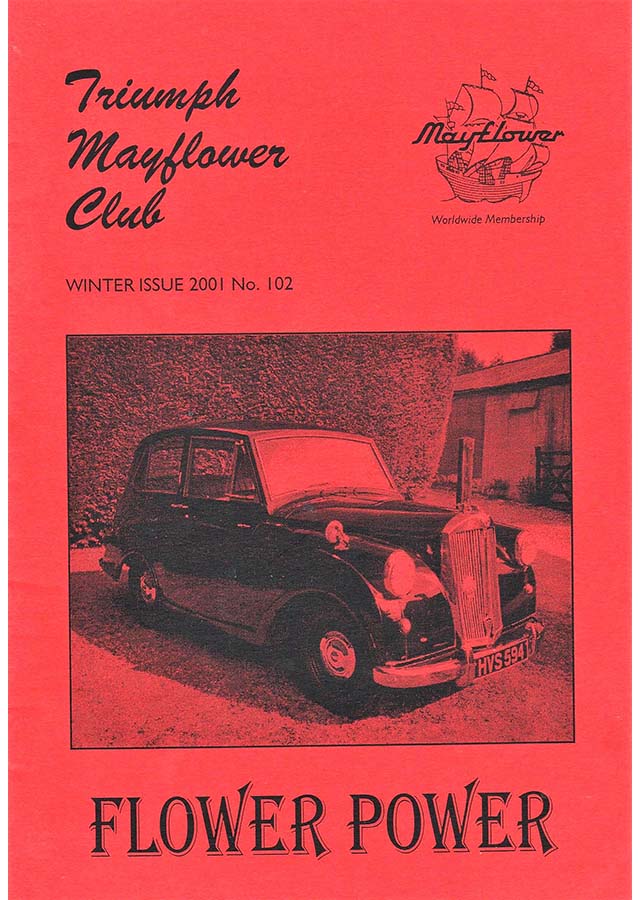 Triumph
Mayflower
Club
Mayflower
Worldwide Membership
WINTER ISSUE 2001 No. 102
HVS 594
FLOWER POWER